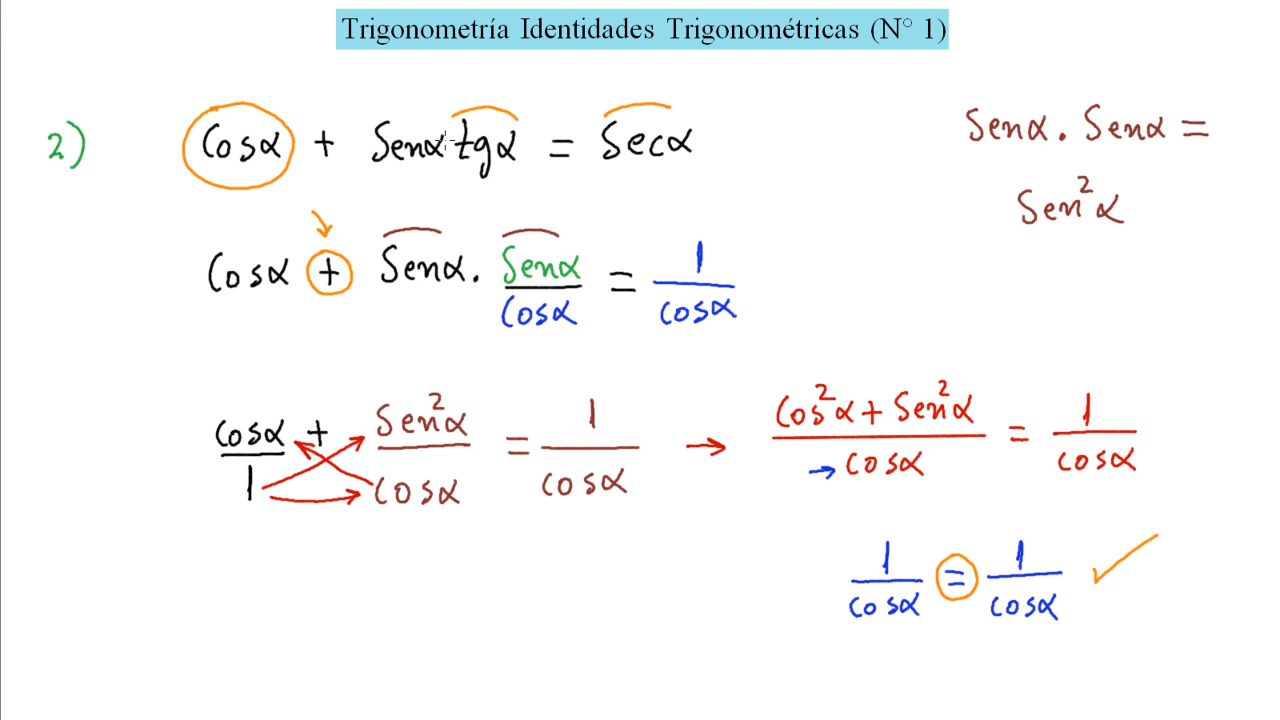 Trigonometría Identidades Trigonométricas (N° 1)
2) Cosα + Senα tgα = Secα
Senα . Senα =
Sen²α
Cosα + Senα . Senα/Cosα = 1/cosα
cosα/1 + Sen²α/cosα = 1/cosα → Cos²α + Sen²α/→ cosα = 1/cosα
1/cosα = 1/cosα ✓